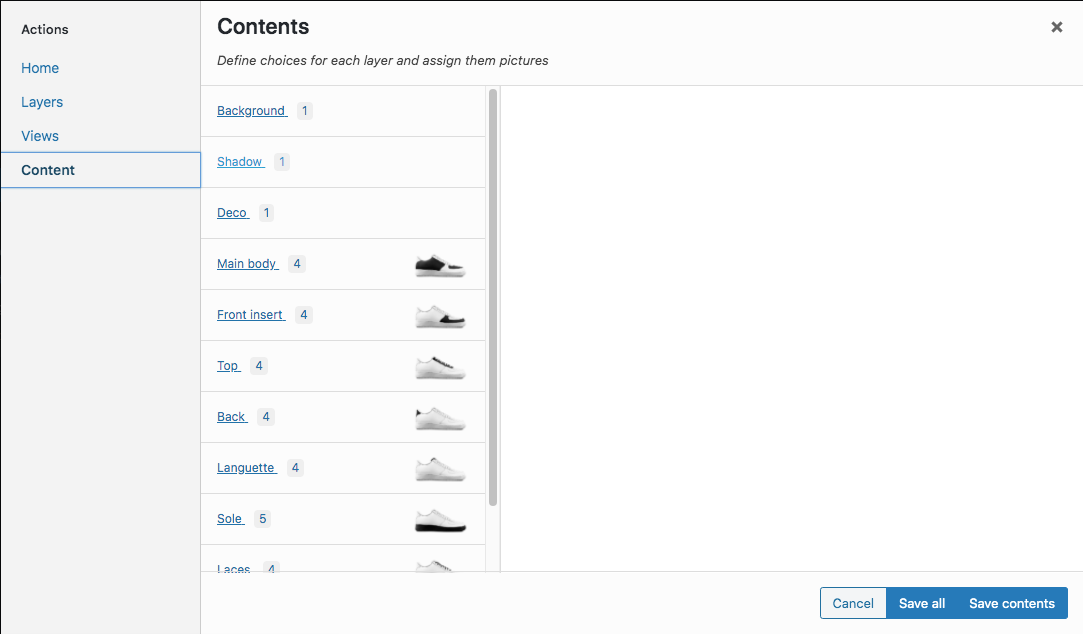 Actions
Home
Layers
Views
Content
Contents
Define choices for each layer and assign them pictures
Background 1
Shadow 1
Deco 1
Main body 4
Front insert 4
Top 4
Back 4
Languette 4
Sole 5
Laces 4
Cancel
Save all
Save contents